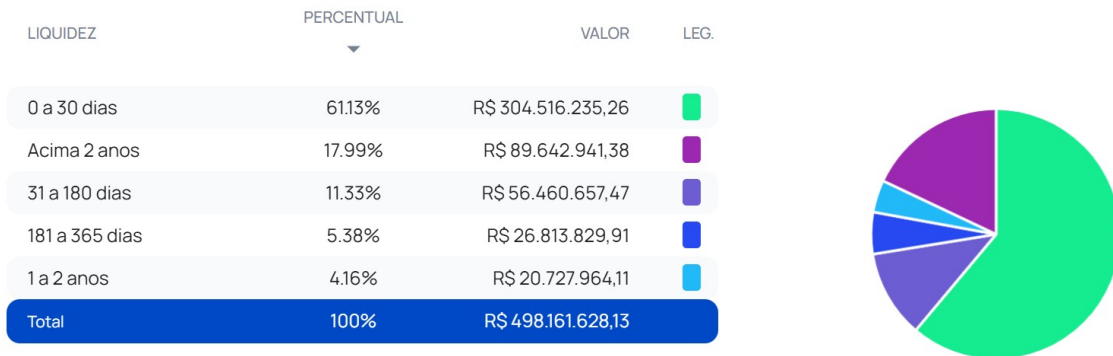 LIQUIDEZ PERCENTUAL VALOR LEG.
0 a 30 dias 61.13% R$ 304.516.235,26
Acima 2 anos 17.99% R$ 89.642.941,38
31 a 180 dias 11.33% R$ 56.460.657,47
181 a 365 dias 5.38% R$ 26.813.829,91
1 a 2 anos 4.16% R$ 20.727.964,11
Total 100% R$ 498.161.628,13